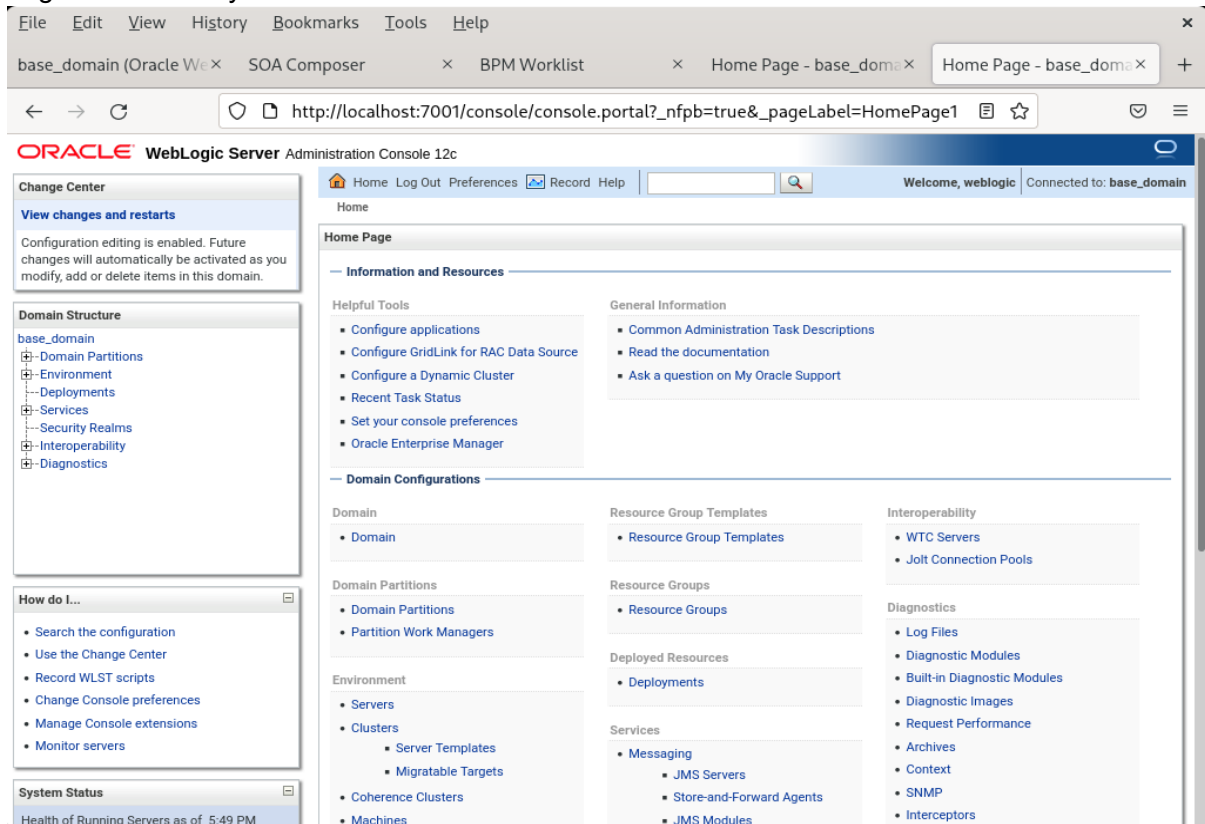 File Edit View History Bookmarks Tools Help ×
base_domain (Oracle We × SOA Composer × BPM Worklist × Home Page - base_doma × Home Page - base_doma × +
http://localhost:7001/console/console.portal?_nfpb=true&_pageLabel=HomePage1
ORACLE WebLogic Server Administration Console 12c
Change Center
View changes and restarts
Configuration editing is enabled. Future
changes will automatically be activated as you
modify, add or delete items in this domain.
Domain Structure
base_domain
Domain Partitions
Environment
Deployments
Services
Security Realms
Interoperability
Diagnostics
How do I...
Search the configuration
Use the Change Center
Record WLST scripts
Change Console preferences
Manage Console extensions
Monitor servers
System Status
Health of Running Servers as of 5:49 PM
Home Log Out Preferences Record Help Welcome, weblogic Connected to: base_domain
Home
Home Page
Information and Resources
Helpful Tools
Configure applications
Configure GridLink for RAC Data Source
Configure a Dynamic Cluster
Recent Task Status
Set your console preferences
Oracle Enterprise Manager
General Information
Common Administration Task Descriptions
Read the documentation
Ask a question on My Oracle Support
Domain Configurations
Domain
Domain
Domain Partitions
Domain Partitions
Partition Work Managers
Environment
Servers
Clusters
Server Templates
Migratable Targets
Coherence Clusters
Machines
Resource Group Templates
Resource Group Templates
Resource Groups
Resource Groups
Deployed Resources
Deployments
Services
Messaging
JMS Servers
Store-and-Forward Agents
JMS Modules
Interoperability
WTC Servers
Jolt Connection Pools
Diagnostics
Log Files
Diagnostic Modules
Built-in Diagnostic Modules
Diagnostic Images
Request Performance
Archives
Context
SNMP
Interceptors